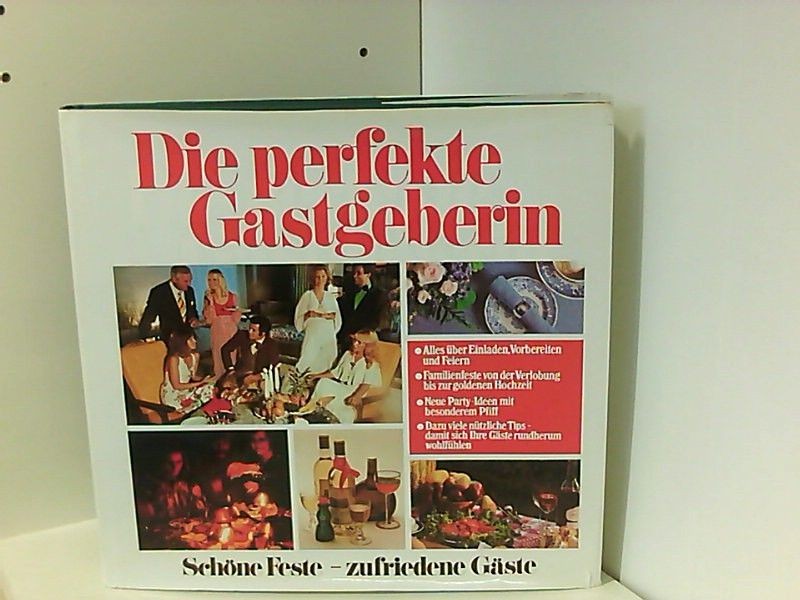 Die perfekte
Gastgeberin
Alles über Einladen, Vorbereiten
und Feiern
Familienfeste von der Verlobung
bis zur goldenen Hochzeit
Neue Party-Ideen mit
besonderem Pfiff
Dazu viele nützliche Tips -
damit sich Ihre Gäste rundherum
wohlfühlen
Schöne Feste - zufriedene Gäste